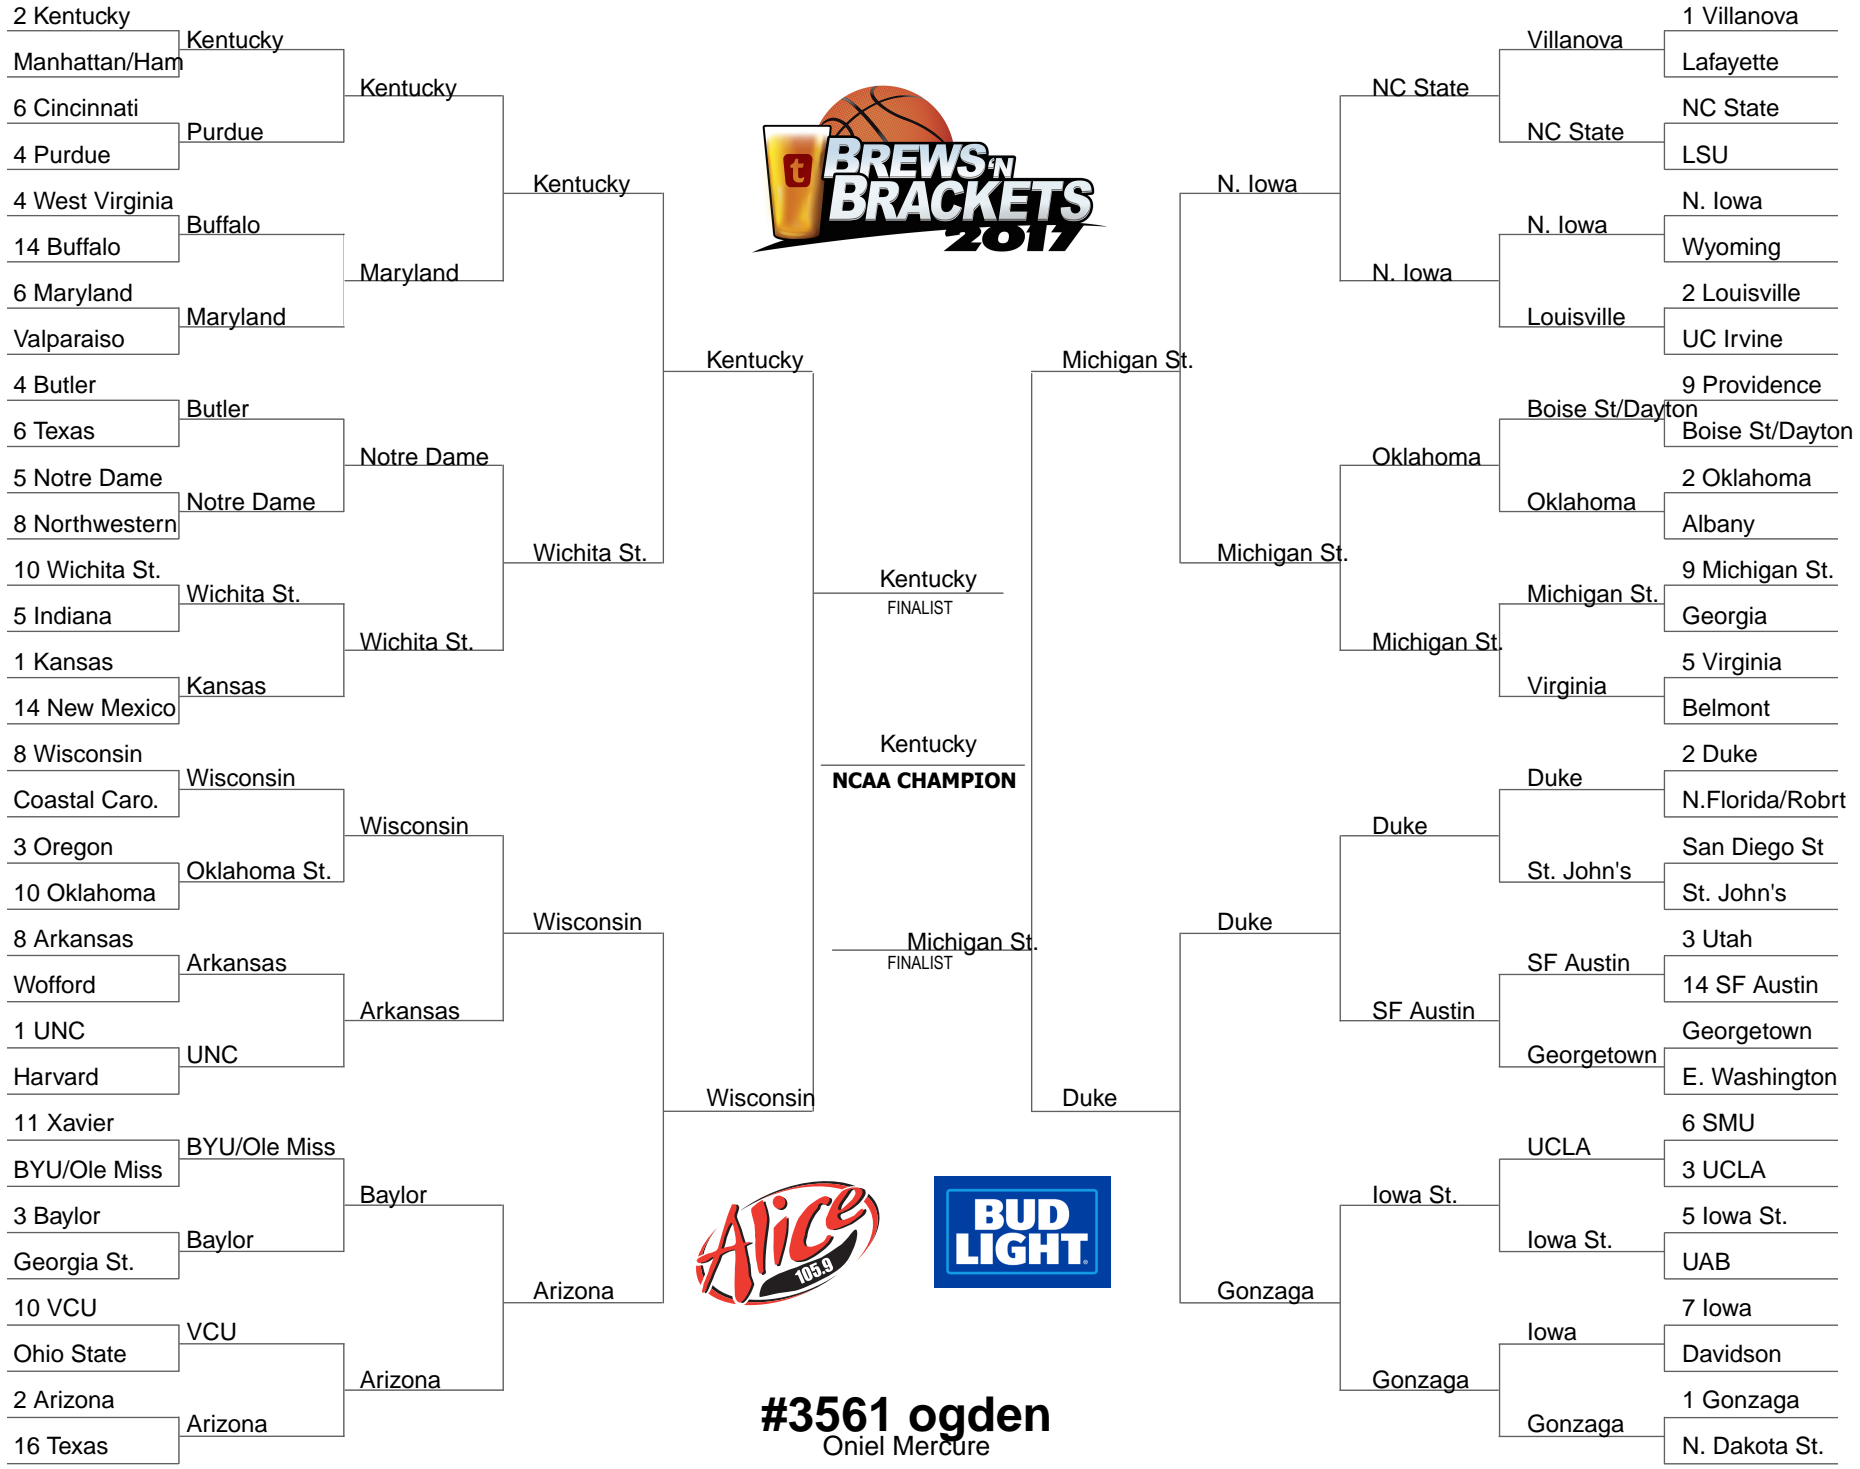 2 Kentucky
Manhattan/Ham
6 Cincinnati
4 Purdue
4 West Virginia
14 Buffalo
6 Maryland
Valparaiso
4 Butler
6 Texas
5 Notre Dame
8 Northwestern
10 Wichita St.
5 Indiana
1 Kansas
14 New Mexico
8 Wisconsin
Coastal Caro.
3 Oregon
10 Oklahoma
8 Arkansas
Wofford
1 UNC
Harvard
11 Xavier
BYU/Ole Miss
3 Baylor
Georgia St.
10 VCU
Ohio State
2 Arizona
16 Texas
Kentucky
Purdue
Buffalo
Maryland
Butler
Notre Dame
Wichita St.
Kansas
Wisconsin
Oklahoma St.
Arkansas
UNC
BYU/Ole Miss
Baylor
VCU
Arizona
Kentucky
Maryland
Notre Dame
Wichita St.
Wisconsin
Arkansas
Baylor
Arizona
Kentucky
Wichita St.
Wisconsin
Arizona
Kentucky
Wisconsin
t
BREWS 'N
BRACKETS
2017
Kentucky
FINALIST
Kentucky
NCAA CHAMPION
Michigan St.
FINALIST
Alice
105.9
BUD
LIGHT
#3561 ogden
Oniel Mercure
Michigan St.
Duke
N. Iowa
Michigan St.
Duke
Gonzaga
NC State
N. Iowa
Oklahoma
Michigan St.
Duke
SF Austin
Iowa St.
Gonzaga
Villanova
NC State
N. Iowa
Louisville
Boise St/Dayton
Oklahoma
Michigan St.
Virginia
Duke
St. John's
SF Austin
Georgetown
UCLA
Iowa St.
Iowa
Gonzaga
1 Villanova
Lafayette
NC State
LSU
N. Iowa
Wyoming
2 Louisville
UC Irvine
9 Providence
Boise St/Dayton
2 Oklahoma
Albany
9 Michigan St.
Georgia
5 Virginia
Belmont
2 Duke
N.Florida/Robrt
San Diego St
St. John's
3 Utah
14 SF Austin
Georgetown
E. Washington
6 SMU
3 UCLA
5 Iowa St.
UAB
7 Iowa
Davidson
1 Gonzaga
N. Dakota St.